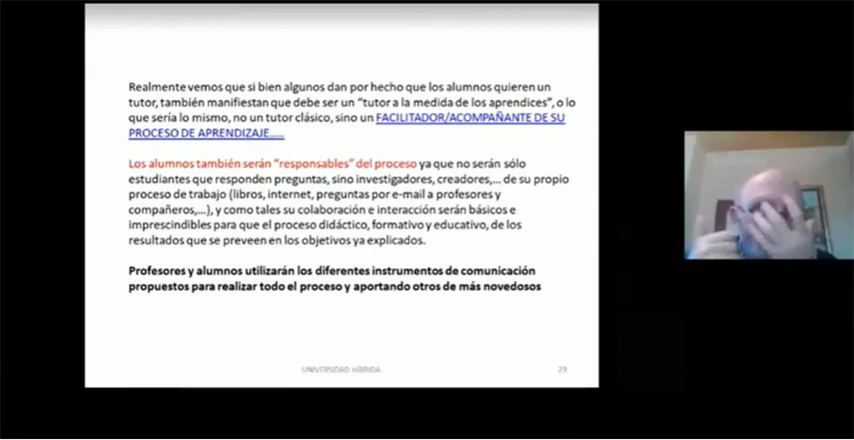 Realmente vemos que si bien algunos dan por hecho que los alumnos quieren un
tutor, también manifiestan que debe ser un “tutor a la medida de los aprendices”, o lo
que sería lo mismo, no un tutor clásico, sino un FACILITADOR/ACOMPAÑANTE DE SU
PROCESO DE APRENDIZAJE.....
Los alumnos también serán “responsables” del proceso ya que no serán sólo
estudiantes que responden preguntas, sino investigadores, creadores,... de su propio
proceso de trabajo (libros, internet, preguntas por e-mail a profesores y
compañeros,...), y como tales su colaboración e interacción serán básicos e
imprescindibles para que el proceso didáctico, formativo y educativo, de los
resultados que se preveen en los objetivos ya explicados.
Profesores y alumnos utilizarán los diferentes instrumentos de comunicación
propuestos para realizar todo el proceso y aportando otros de más novedosos
UNIVERSIDAD HÍBRIDA
29